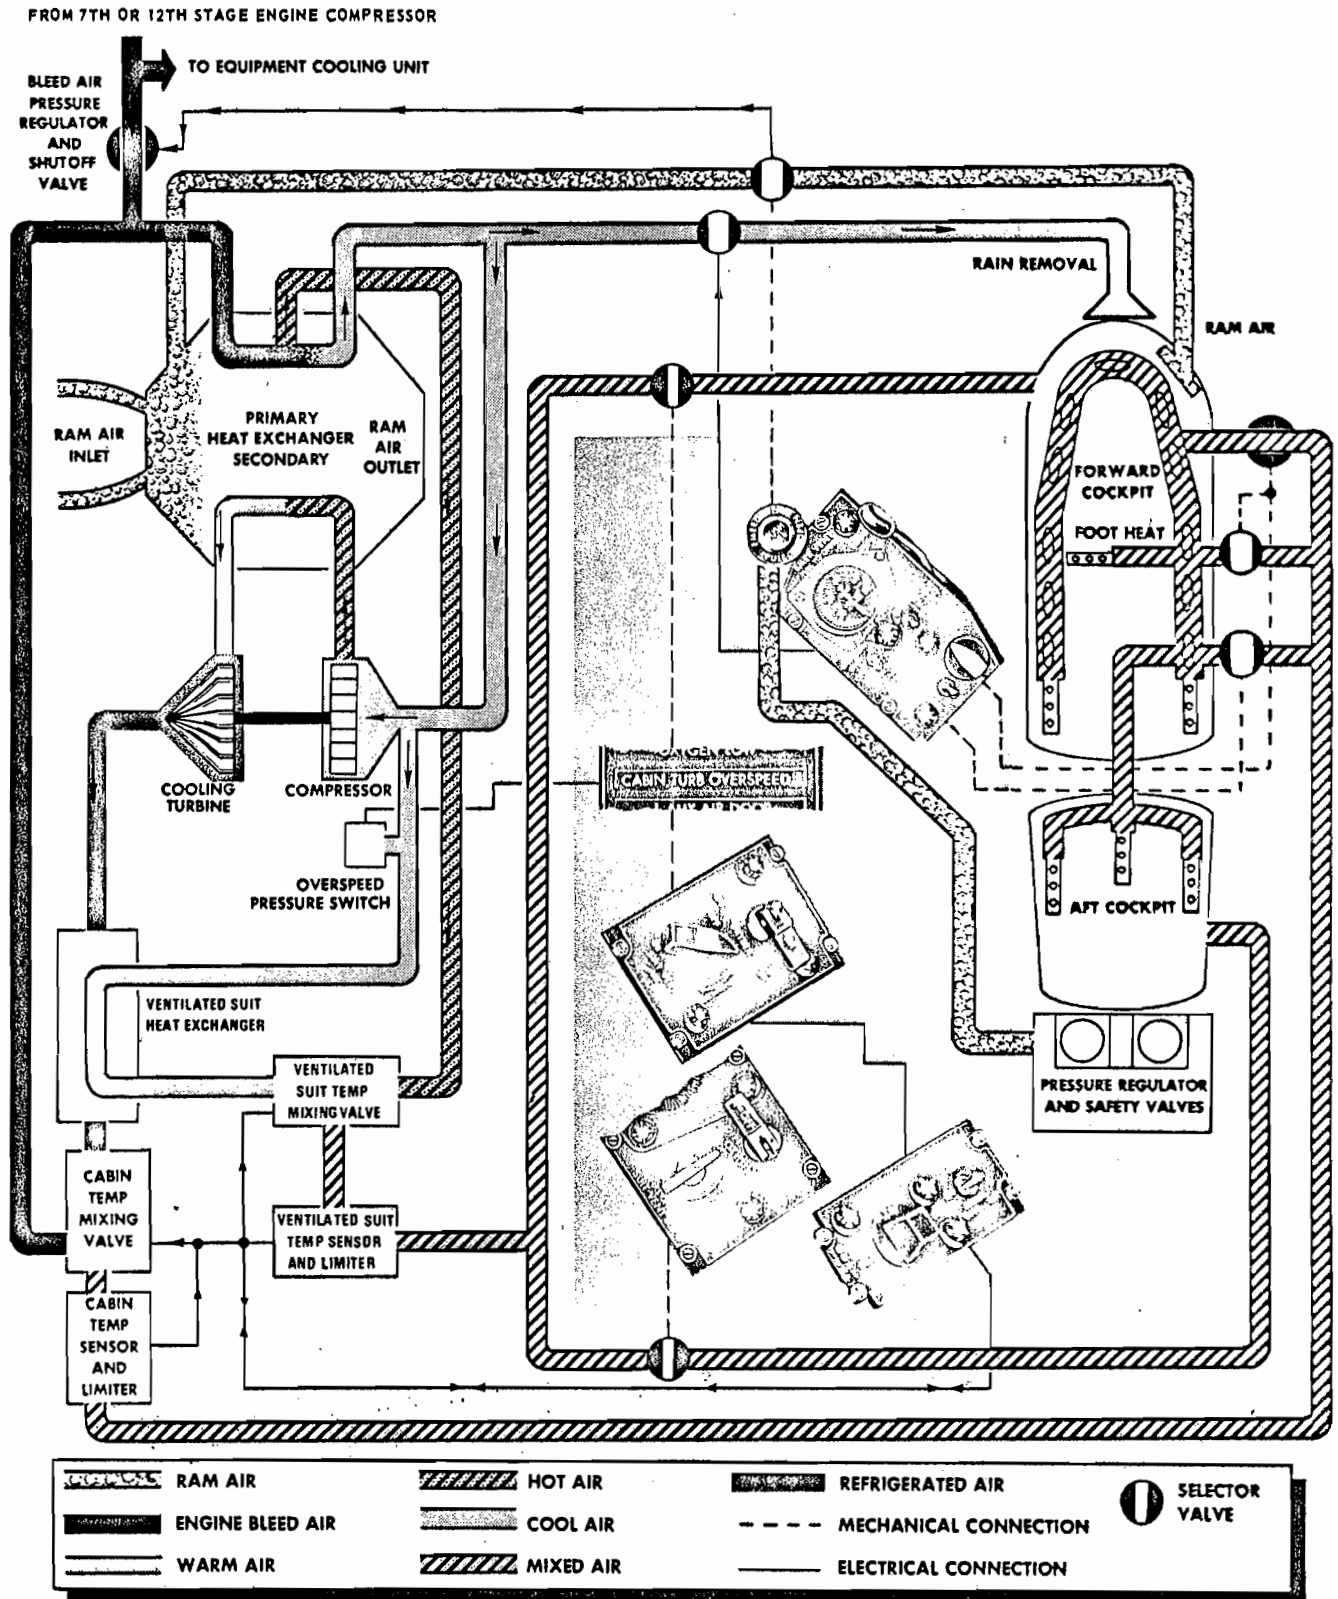 FROM 7TH OR 12TH STAGE ENGINE COMPRESSOR
TO EQUIPMENT COOLING UNIT
BLEED AIR
PRESSURE
REGULATOR
AND
SHUTOFF
VALVE
RAIN REMOVAL
RAM AIR
RAM AIR
INLET
PRIMARY
HEAT EXCHANGER
SECONDARY
RAM
AIR
OUTLET
FORWARD
COCKPIT
FOOT HEAT
COOLING
TURBINE
COMPRESSOR
CABIN TURB OVERSPEED
OVERSPEED
PRESSURE SWITCH
AFT COCKPIT
VENTILATED SUIT
HEAT EXCHANGER
VENTILATED
SUIT TEMP
MIXING VALVE
PRESSURE REGULATOR
AND SAFETY VALVES
CABIN
TEMP
MIXING
VALVE
VENTILATED SUIT
TEMP SENSOR
AND LIMITER
CABIN
TEMP
SENSOR
AND
LIMITER
RAM AIR
HOT AIR
REFRIGERATED AIR
SELECTOR
VALVE
ENGINE BLEED AIR
COOL AIR
MECHANICAL CONNECTION
WARM AIR
MIXED AIR
ELECTRICAL CONNECTION